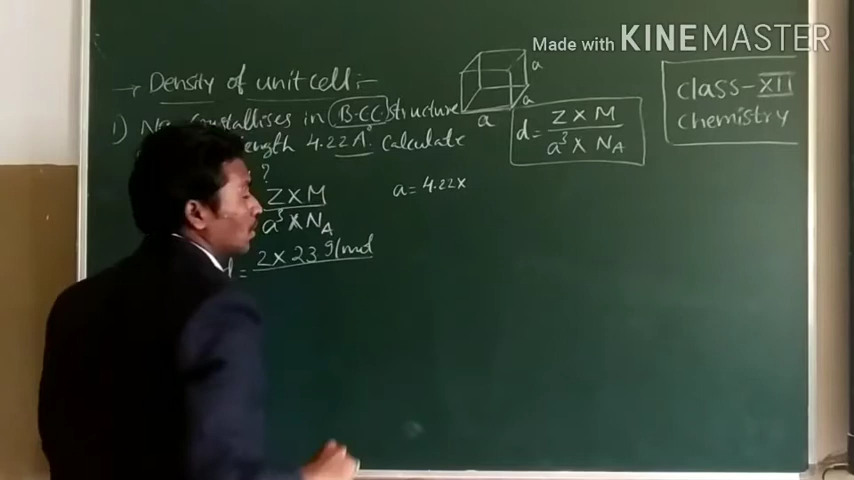 Made with KINEMASTER
→ Density of unit cell :-
class - XII
Chemistry
1) Na Crystallises in B.C.C structure
length 4.22 A°. Calculate
?
a
a
a
d = Z × M
a³ × NA
Z × M
a³ × NA
a = 4.22 ×
d = 2 × 23 g/mol